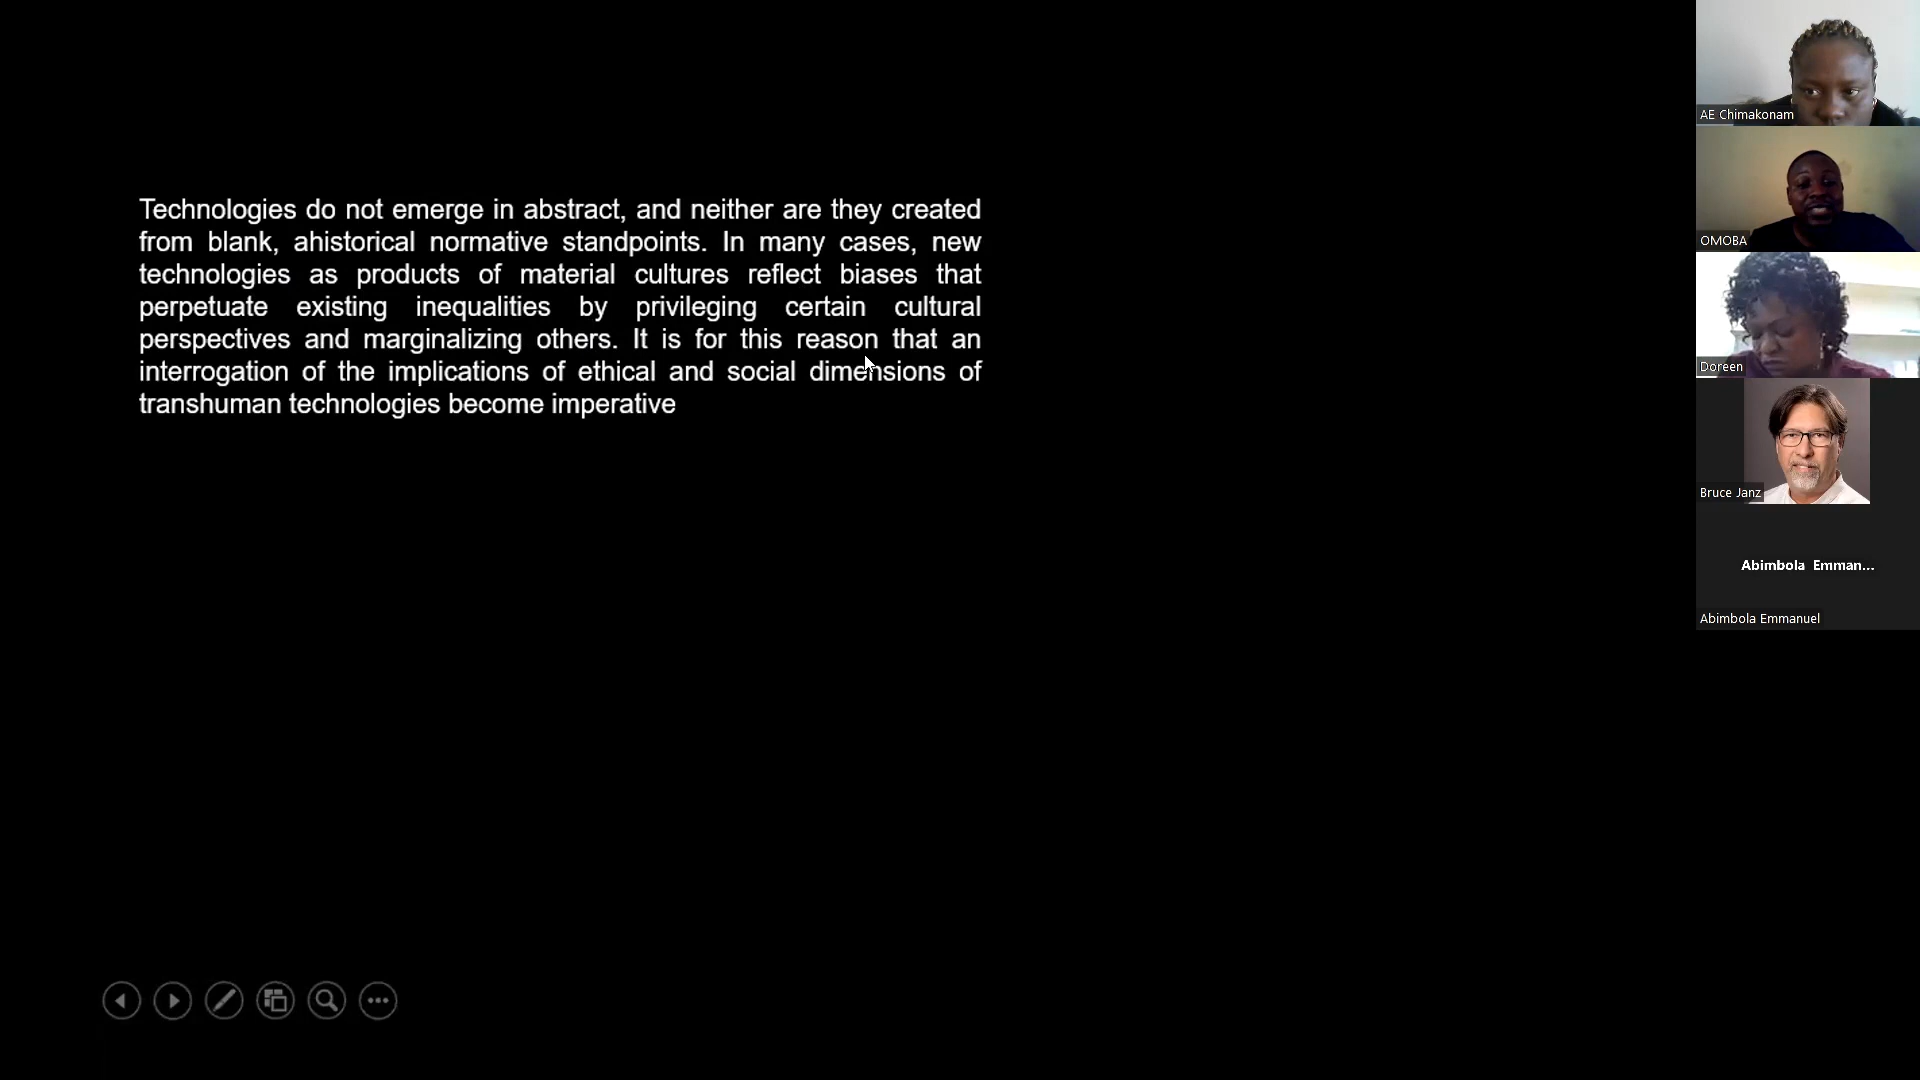 Technologies do not emerge in abstract, and neither are they created
from blank, ahistorical normative standpoints. In many cases, new
technologies as products of material cultures reflect biases that
perpetuate existing inequalities by privileging certain cultural
perspectives and marginalizing others. It is for this reason that an
interrogation of the implications of ethical and social dimensions of
transhuman technologies become imperative
AE Chimakonam
OMOBA
Doreen
Bruce Janz
Abimbola Emman...
Abimbola Emmanuel